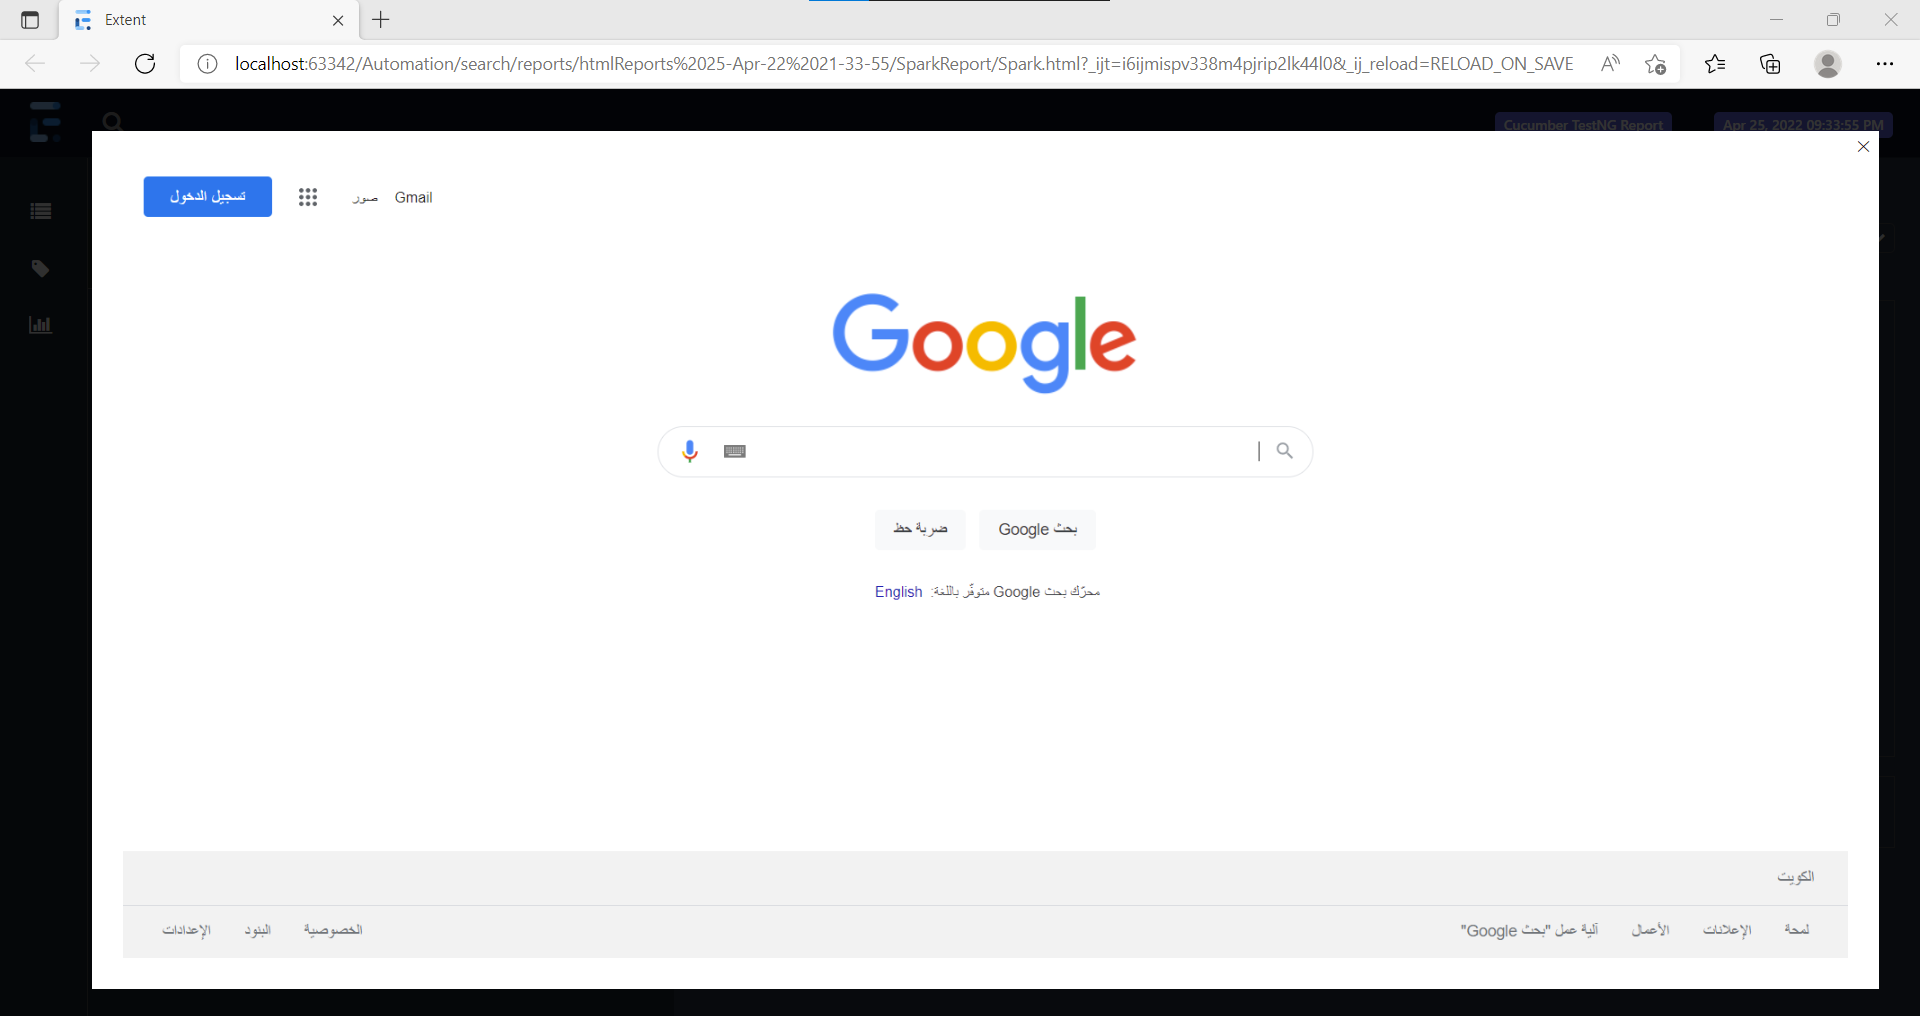 Extent
localhost:63342/Automation/search/reports/htmlReports%2025-Apr-22%2021-33-55/SparkReport/Spark.html?_ijt=i6ijmispv338m4pjrip2lk44l0&_ij_reload=RELOAD_ON_SAVE
Cucumber TestNG Report
Apr 25, 2022 09:33:55 PM
Gmail
صور
تسجيل الدخول
Google
بحث Google
ضربة حظ
محرّك بحث Google متوفّر باللغة: English
الكويت
لمحة
الإعلانات
الأعمال
آلية عمل "بحث Google"
الخصوصية
البنود
الإعدادات